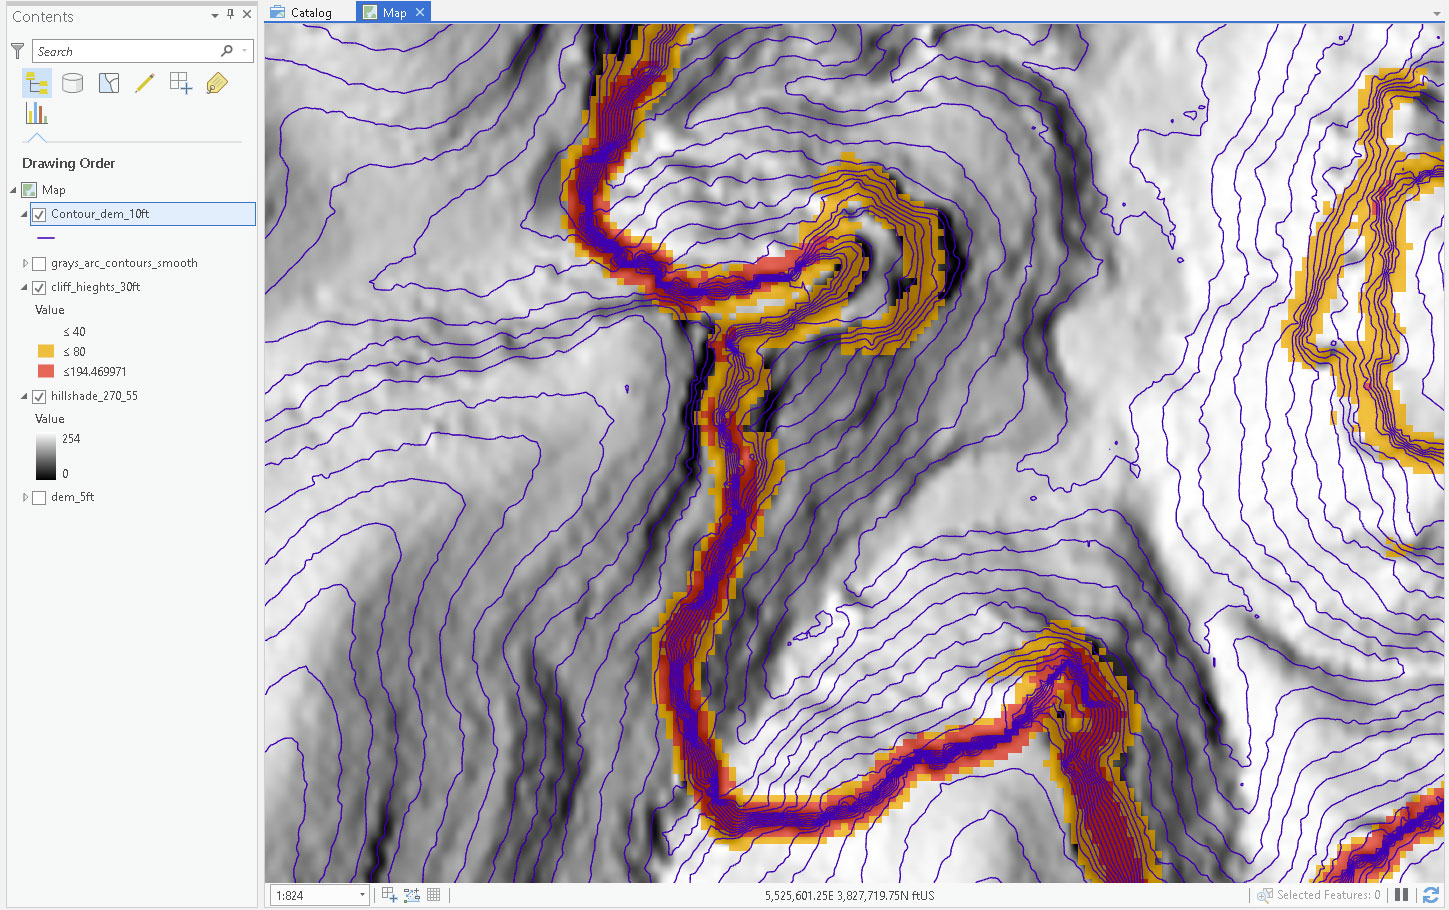 Contents
Catalog
Map
Search
Drawing Order
Map
Contour_dem_10ft
grays_arc_contours_smooth
cliff_hieghts_30ft
Value
≤ 40
≤ 80
≤194.469971
hillshade_270_55
Value
254
0
dem_5ft
1:824
5,525,601.25E 3,827,719.75N ftUS
Selected Features: 0